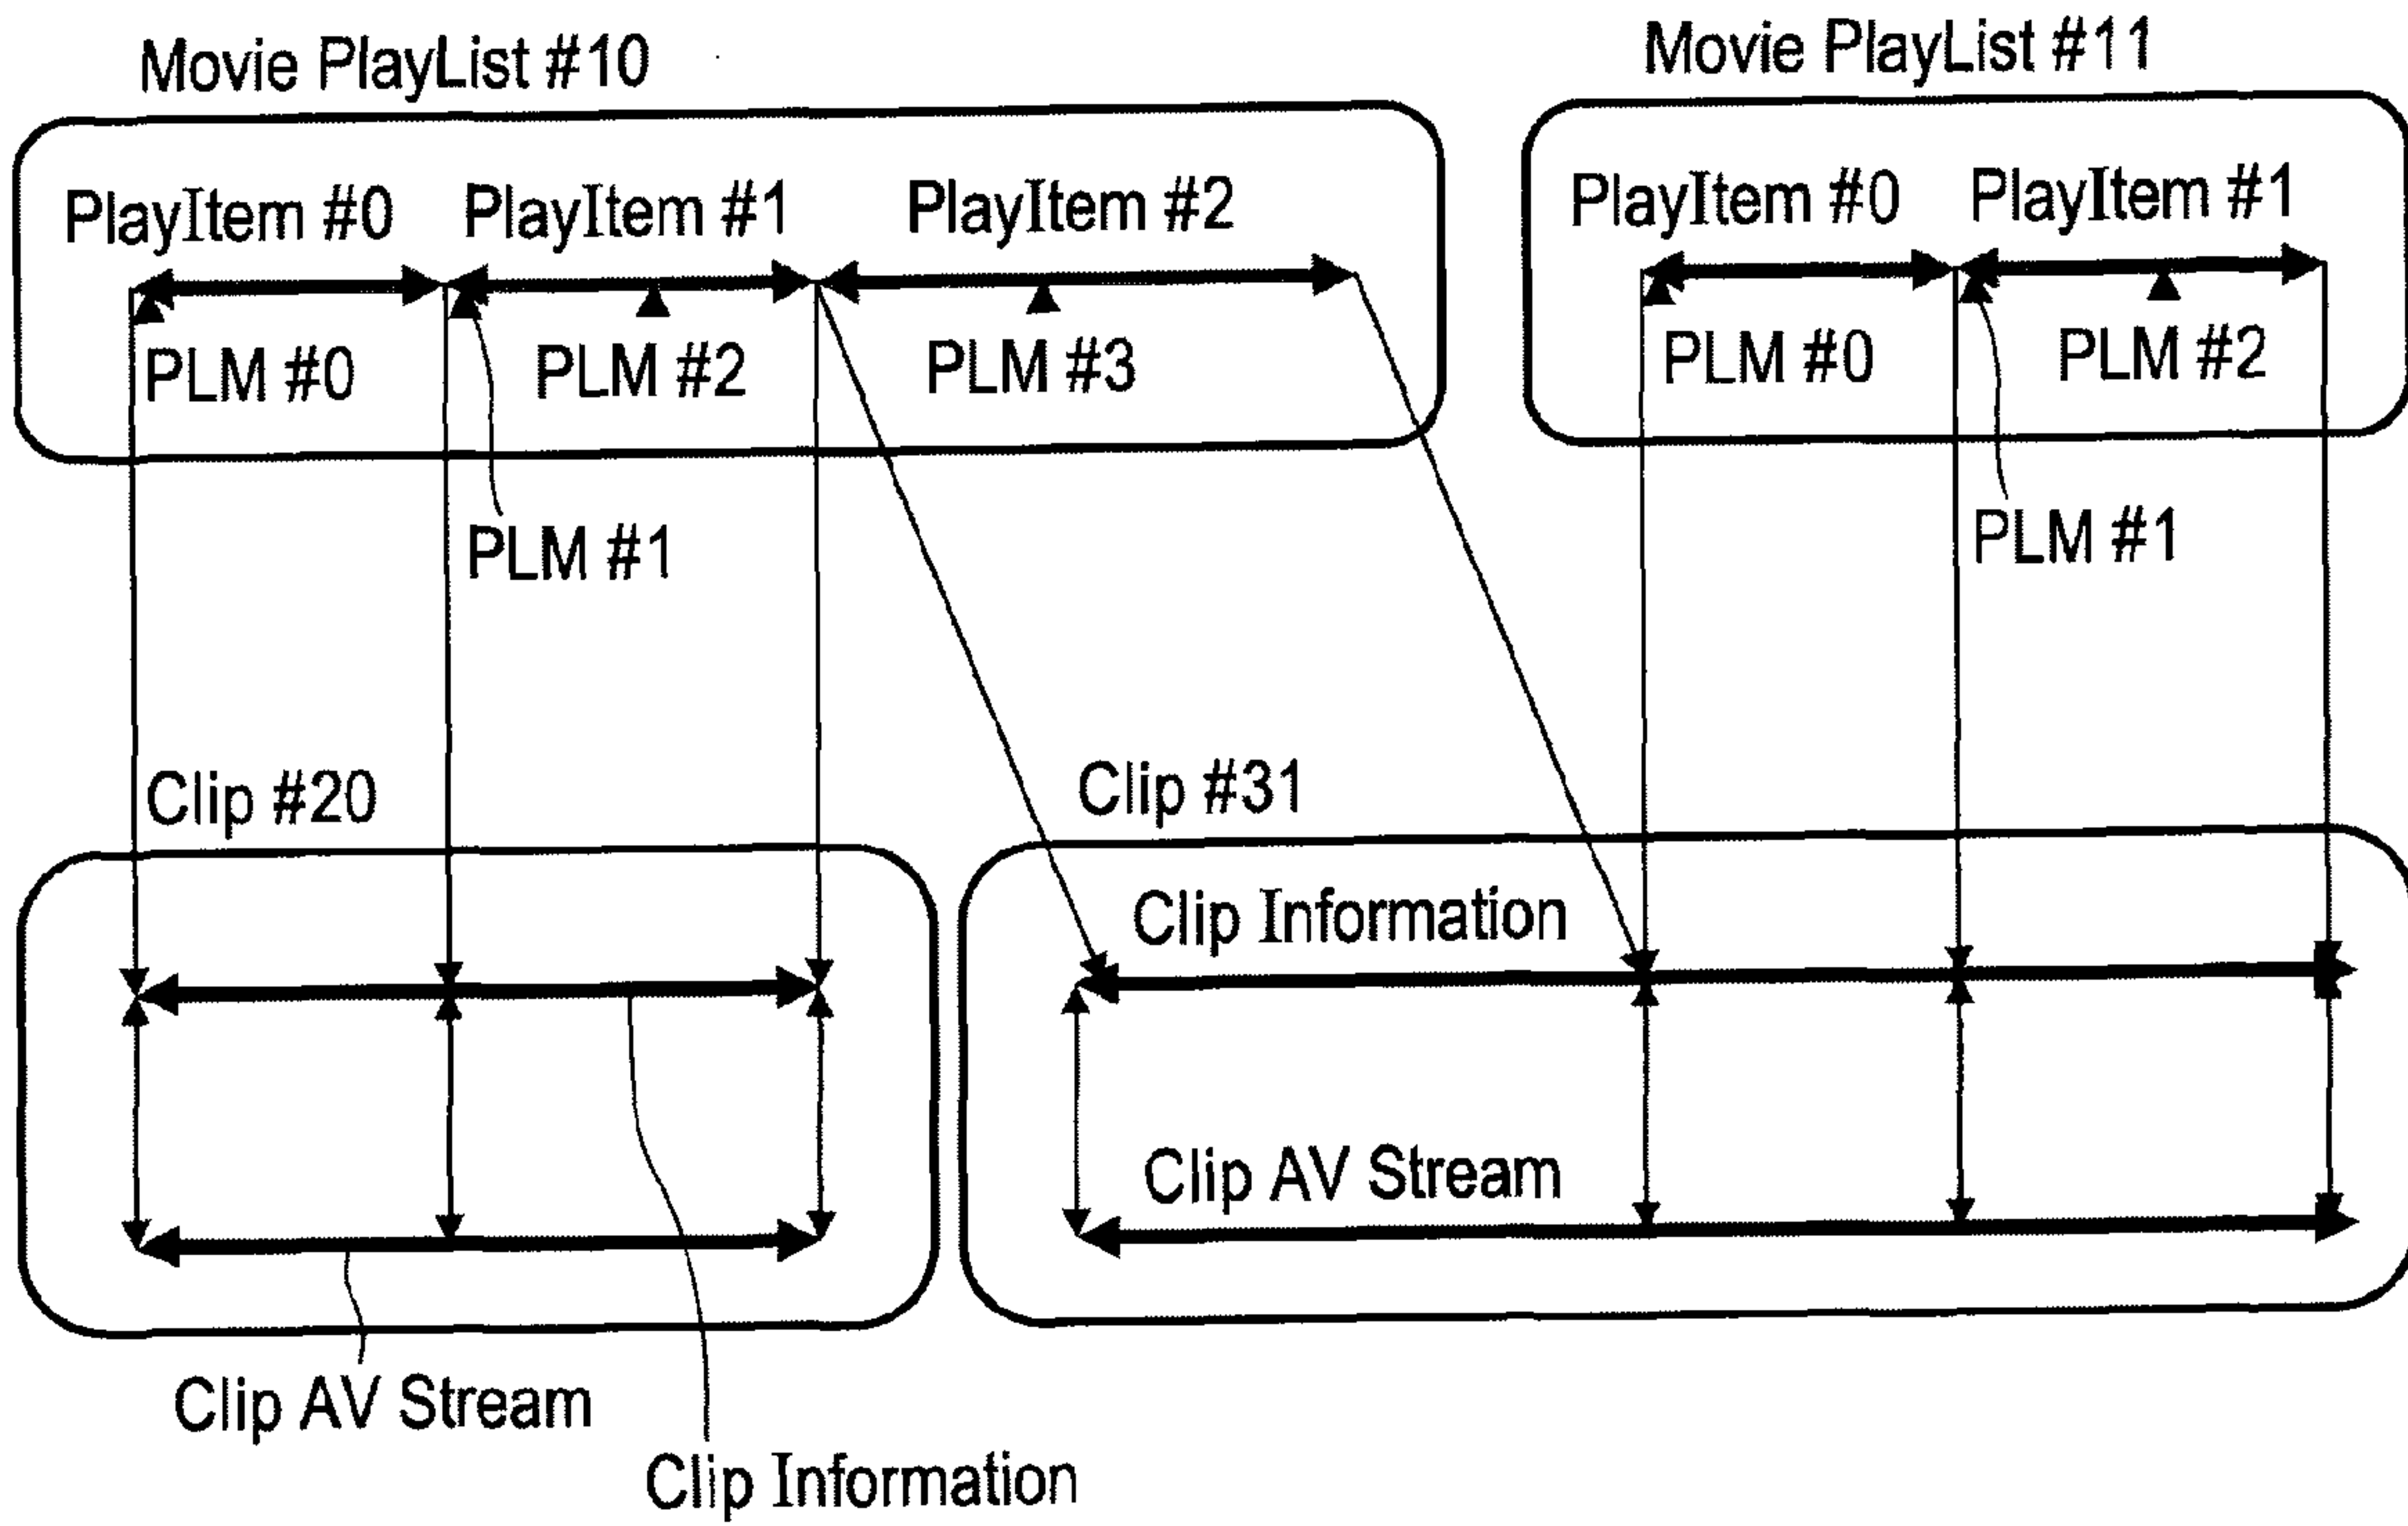 Movie PlayList #10
Movie PlayList #11
PlayItem #0
PlayItem #1
PlayItem #2
PlayItem #0
PlayItem #1
PLM #0
PLM #2
PLM #3
PLM #0
PLM #2
PLM #1
PLM #1
Clip #20
Clip #31
Clip Information
Clip AV Stream
Clip AV Stream
Clip Information